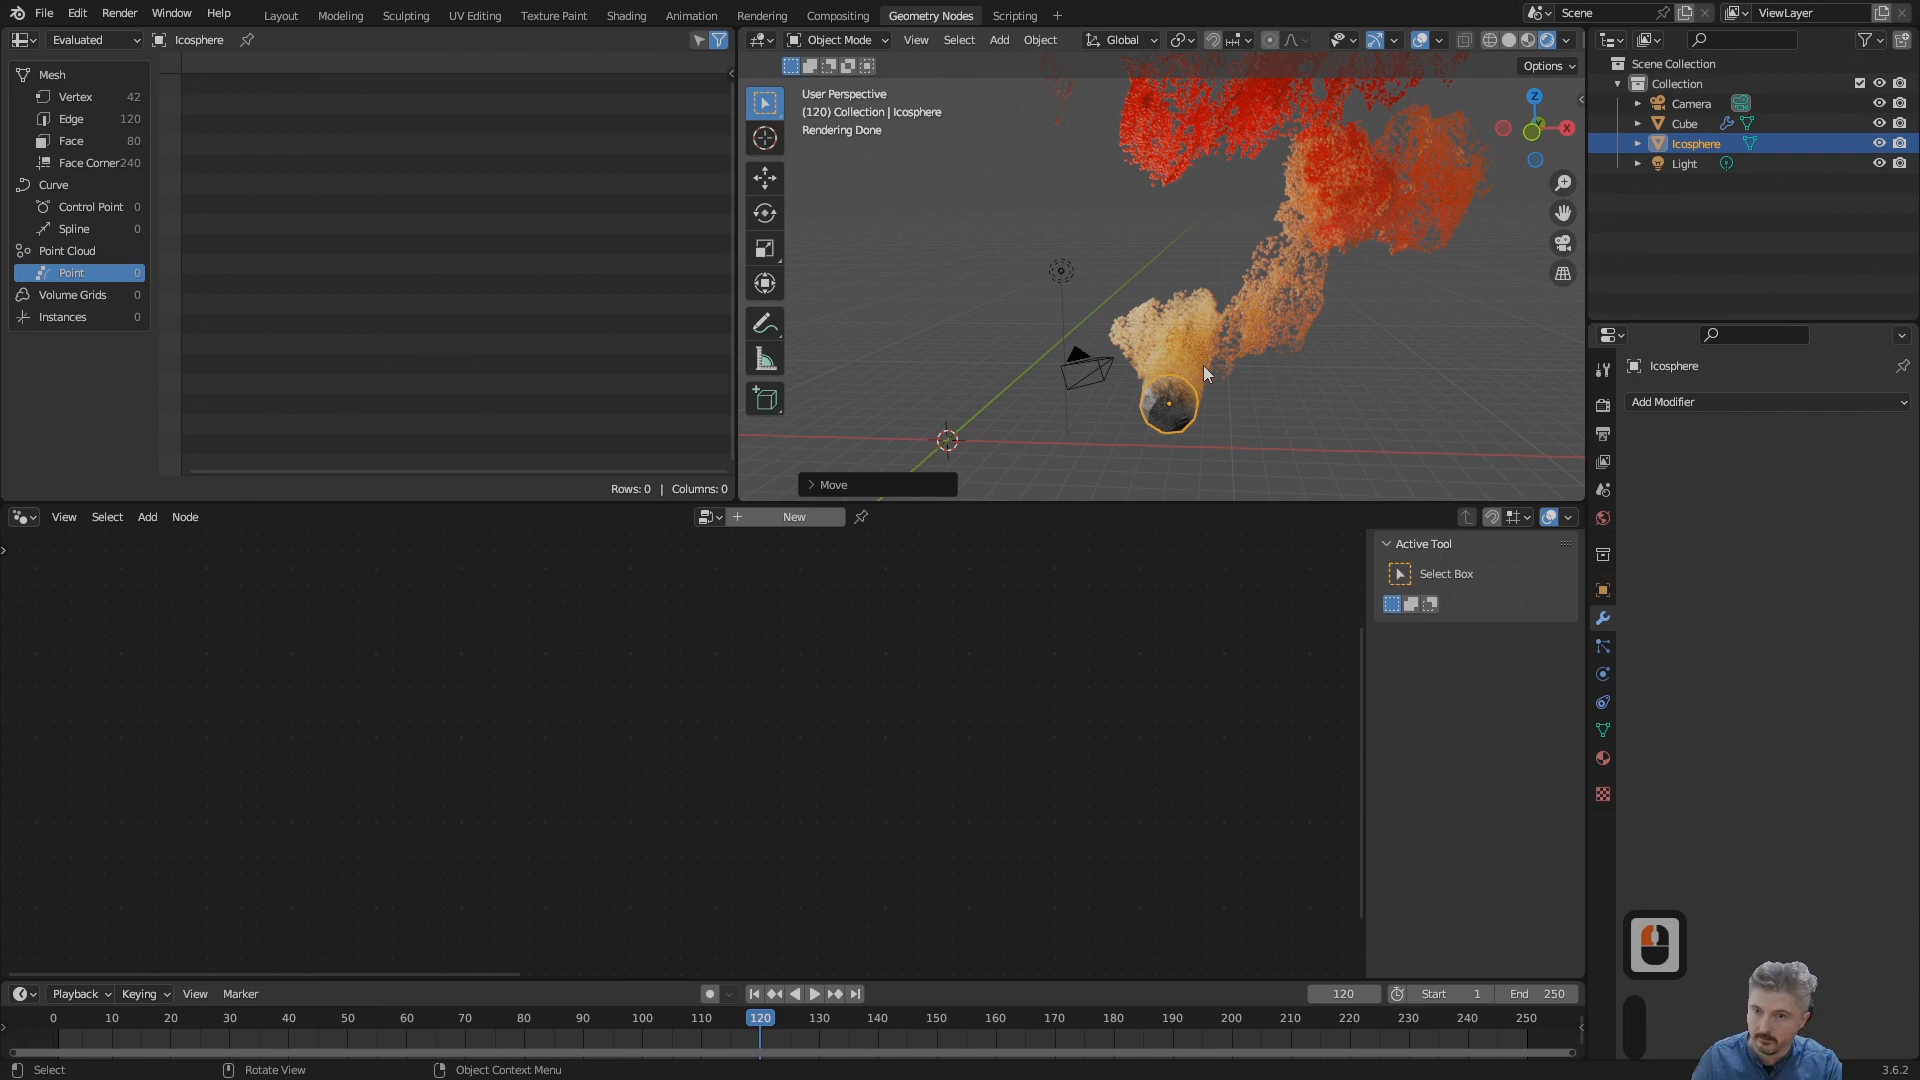 File Edit Render Window Help
Layout Modeling Sculpting UV Editing Texture Paint Shading Animation Rendering Compositing Geometry Nodes Scripting +
Scene
ViewLayer
Evaluated
Icosphere
Object Mode
View Select Add Object
Global
Options
Mesh
Vertex 42
Edge 120
Face 80
Face Corner 240
Curve
Control Point 0
Spline 0
Point Cloud
Point 0
Volume Grids 0
Instances 0
Rows: 0 | Columns: 0
User Perspective
(120) Collection | Icosphere
Rendering Done
Z
X
Move
Scene Collection
Collection
Camera
Cube
Icosphere
Light
Icosphere
Add Modifier
View Select Add Node
New
Active Tool
Select Box
Playback Keying View Marker
120
Start 1
End 250
0 10 20 30 40 50 60 70 80 90 100 110 120 130 140 150 160 170 180 190 200 210 220 230 240 250
Select
Rotate View
Object Context Menu
3.6.2